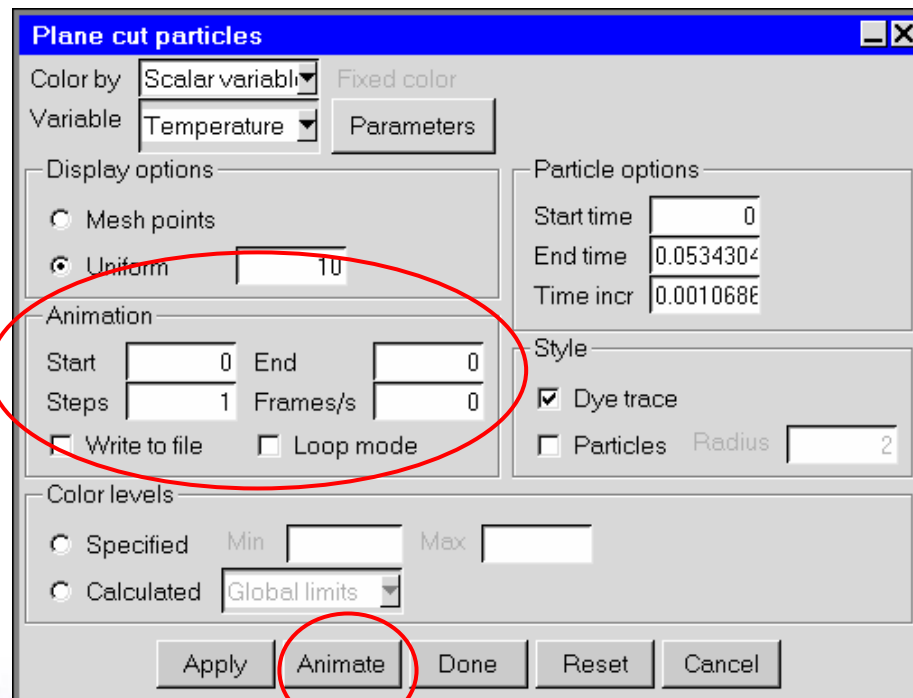 Plane cut particles
Color by Scalar variable Fixed color
Variable Temperature Parameters
Display options
Mesh points
Uniform 10
Particle options
Start time 0
End time 0.0534304
Time incr 0.0010686
Animation
Start 0 End 0
Steps 1 Frames/s 0
Write to file Loop mode
Style
Dye trace
Particles Radius 2
Color levels
Specified Min Max
Calculated Global limits
Apply Animate Done Reset Cancel